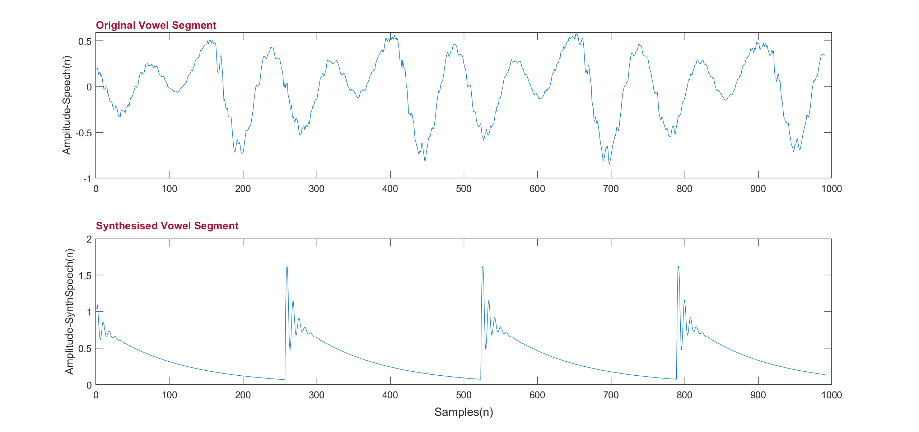 Original Vowel Segment
Amplitude-Speech(n)
0.5
0
-0.5
-1
0 100 200 300 400 500 600 700 800 900 1000
Synthesised Vowel Segment
Amplitude-SynthSpeech(n)
2
1.5
1
0.5
0
0 100 200 300 400 500 600 700 800 900 1000
Samples(n)